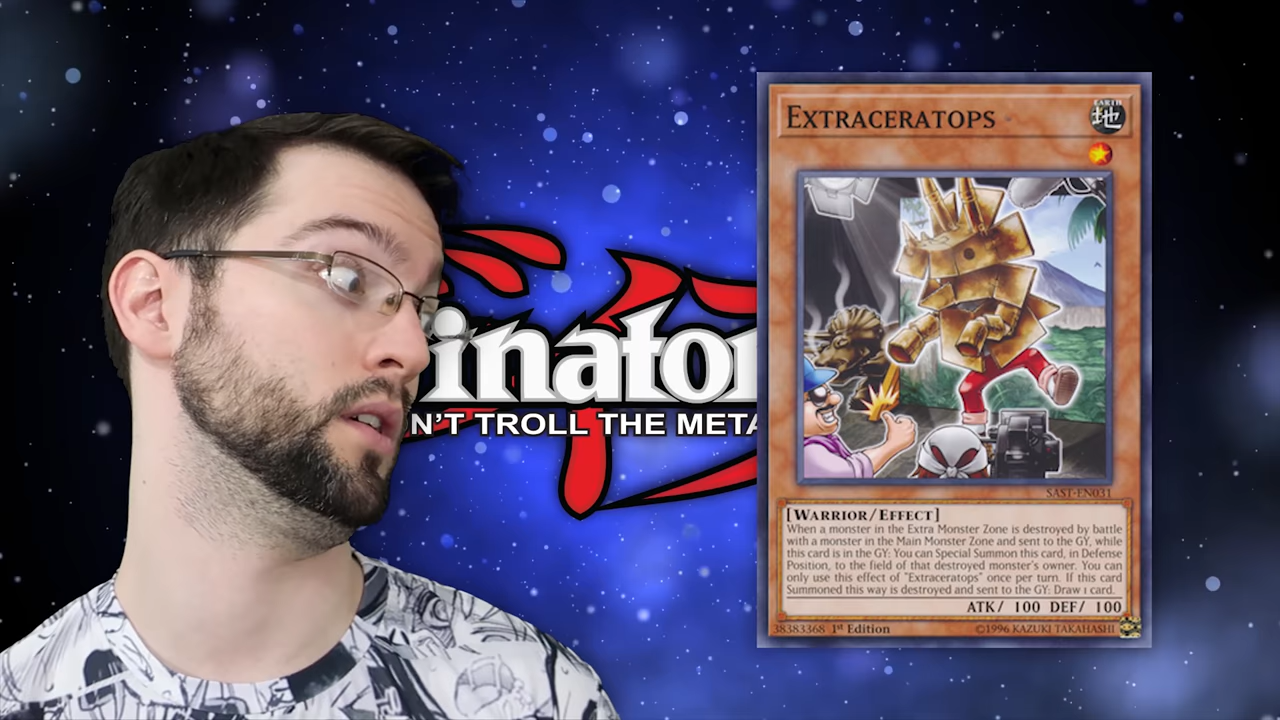 inator
N'T TROLL THE META
EXTRACERATOPS
EARTH
地
SAST-EN031
[WARRIOR/EFFECT]
When a monster in the Extra Monster Zone is destroyed by battle
with a monster in the Main Monster Zone and sent to the GY, while
this card is in the GY: You can Special Summon this card, in Defense
Position, to the field of that destroyed monster's owner. You can
only use this effect of "Extraceratops" once per turn. If this card
Summoned this way is destroyed and sent to the GY: Draw 1 card.
ATK/ 100 DEF/ 100
38383368 1st Edition ©1996 KAZUKI TAKAHASHI